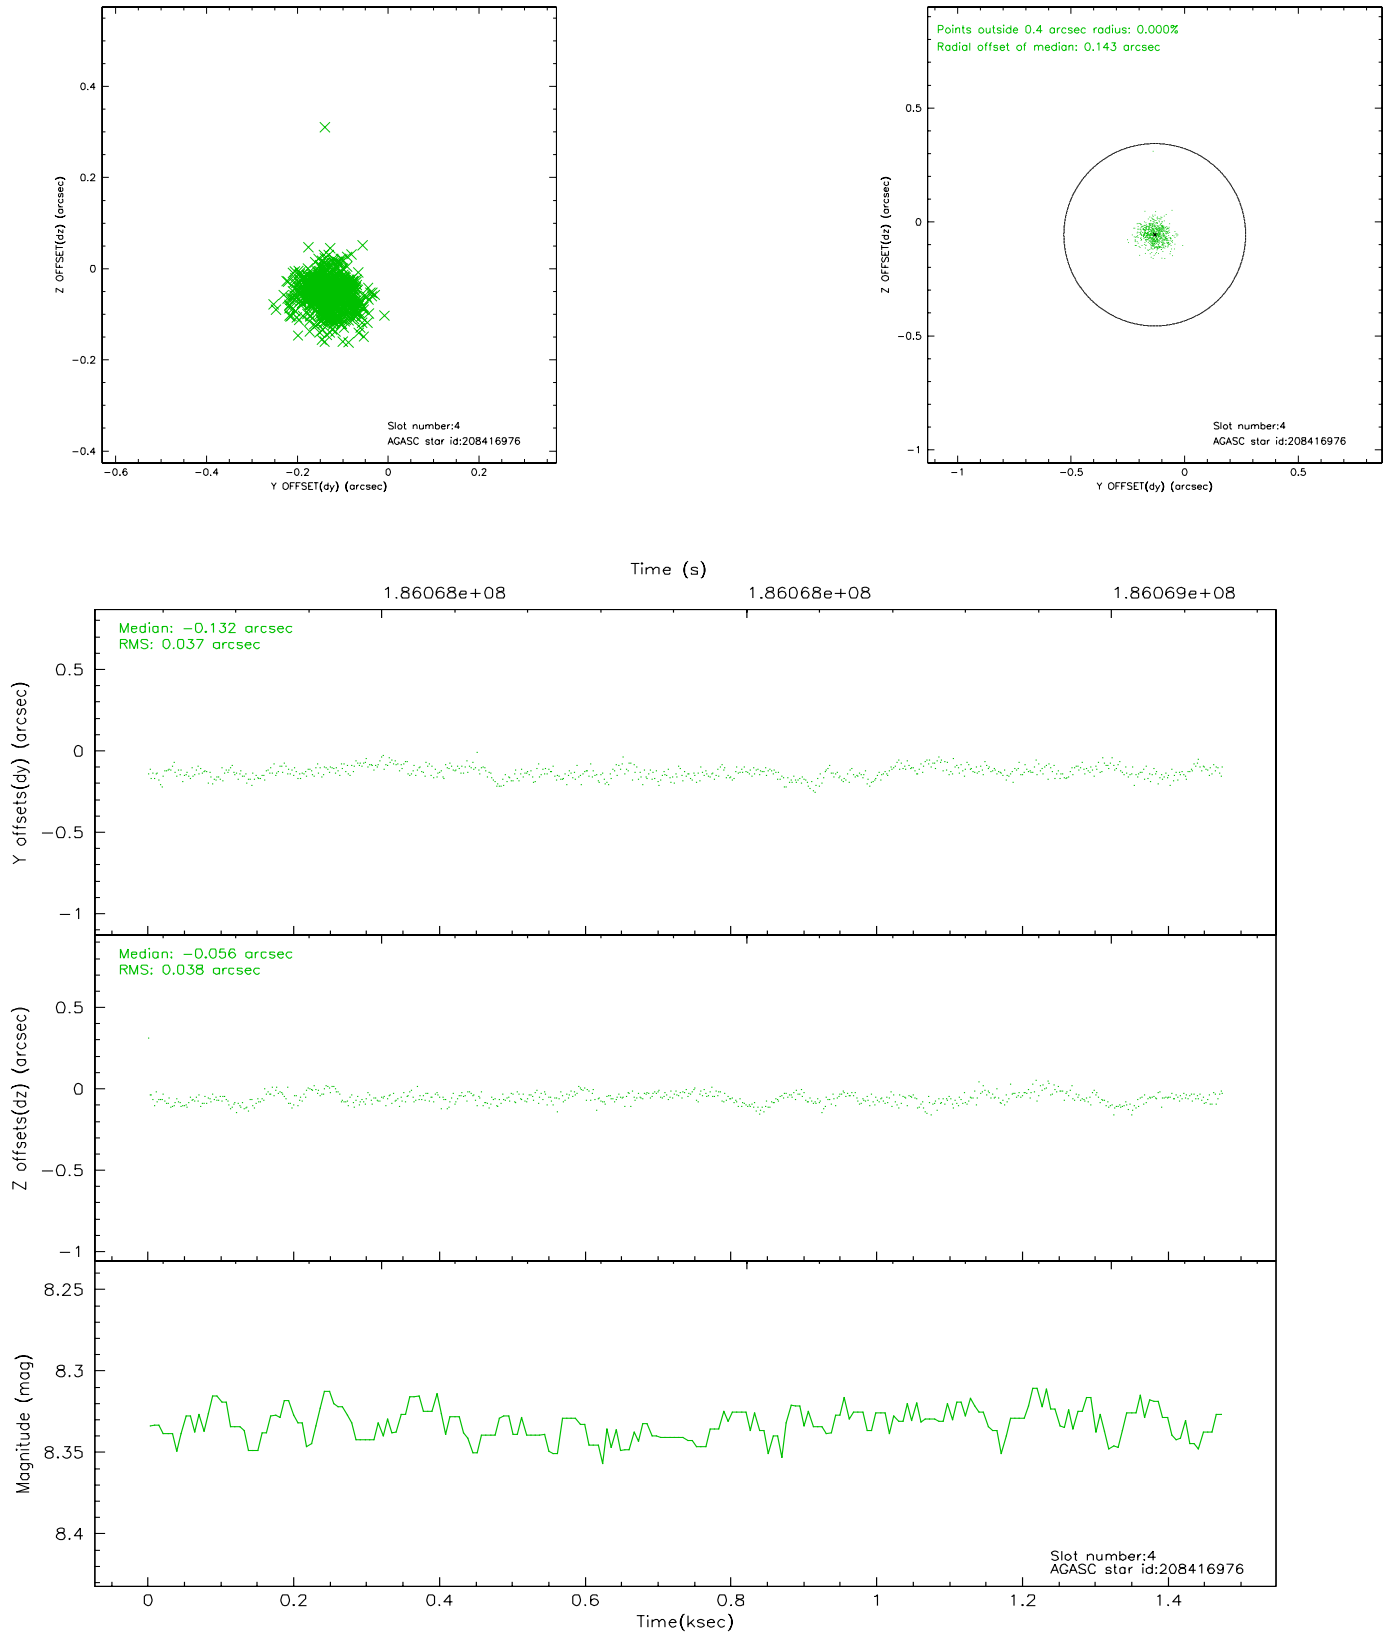 0.4
0.2
0
−0.2
−0.4
Z OFFSET(dz) (arcsec)
Slot number:4
AGASC star id:208416976
−0.6
−0.4
−0.2
0
0.2
Y OFFSET(dy) (arcsec)
Points outside 0.4 arcsec radius: 0.000%
Radial offset of median: 0.143 arcsec
0.5
0
−0.5
−1
Z OFFSET(dz) (arcsec)
Slot number:4
AGASC star id:208416976
−1
−0.5
0
0.5
Y OFFSET(dy) (arcsec)
Time (s)
1.86068e+08
1.86068e+08
1.86069e+08
Median: −0.132 arcsec
RMS: 0.037 arcsec
0.5
0
−0.5
−1
Y offsets(dy) (arcsec)
Median: −0.056 arcsec
RMS: 0.038 arcsec
0.5
0
−0.5
−1
Z offsets(dz) (arcsec)
8.25
8.3
8.35
8.4
Magnitude (mag)
Slot number:4
AGASC star id:208416976
0
0.2
0.4
0.6
0.8
1
1.2
1.4
Time(ksec)